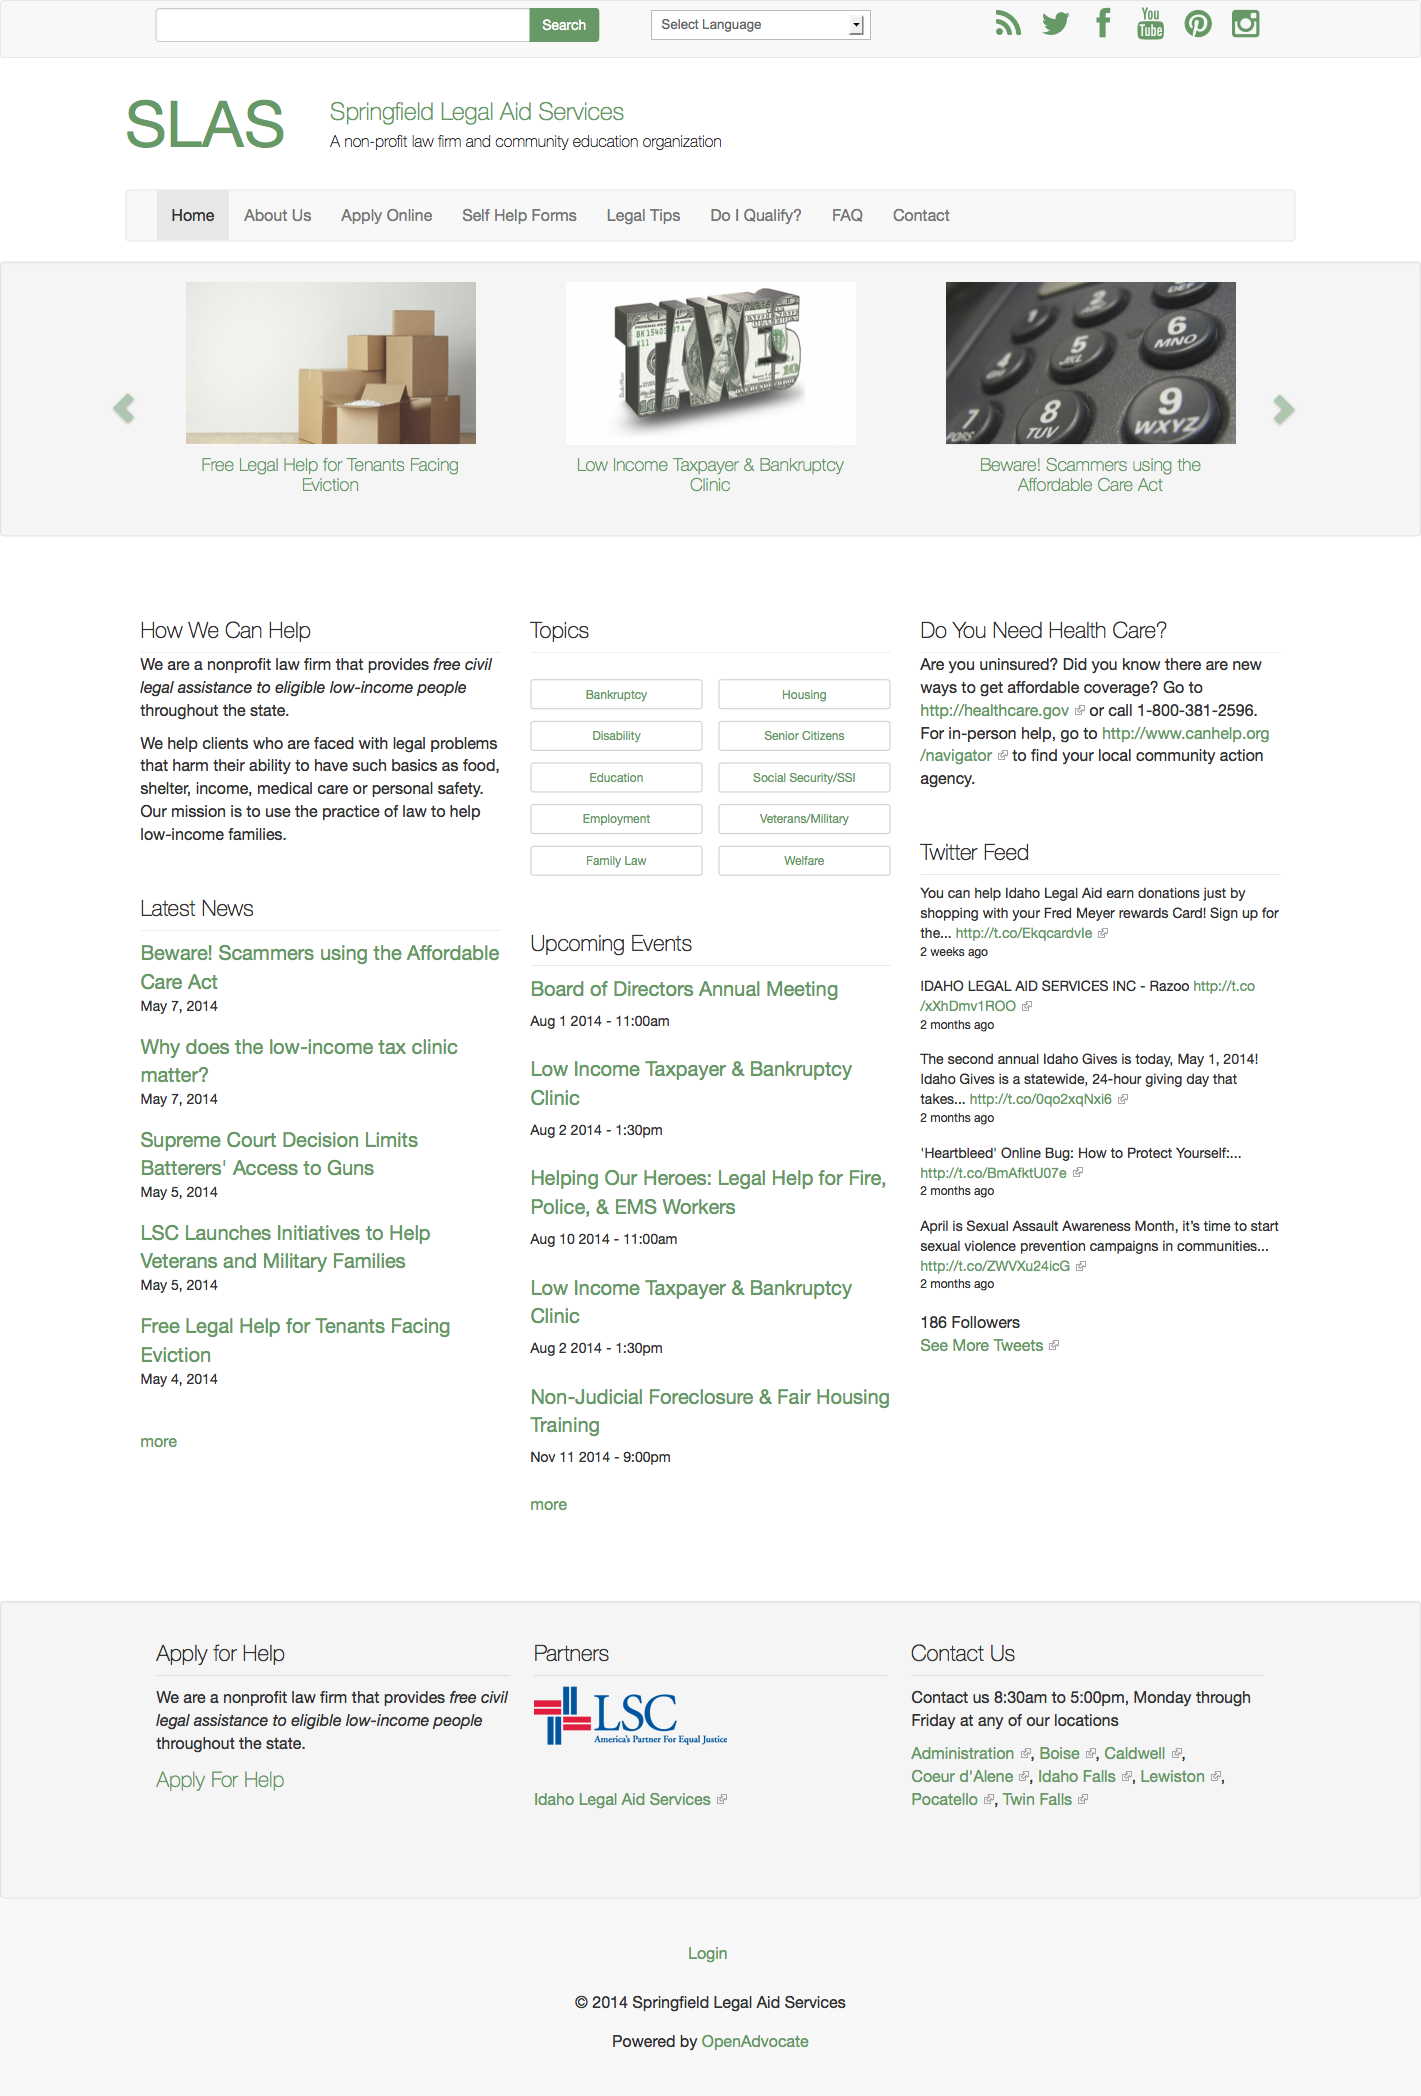 Search
Select Language
You
Tube
SLAS
Springfield Legal Aid Services
A non-profit law firm and community education organization
Home About Us Apply Online Self Help Forms Legal Tips Do I Qualify? FAQ Contact
TAXES
Free Legal Help for Tenants Facing
Eviction
Low Income Taxpayer & Bankruptcy
Clinic
1 2 DEF
4 5 JKL 6 MNO
7 PQRS 8 TUV 9 WXYZ
Beware! Scammers using the
Affordable Care Act
How We Can Help
We are a nonprofit law firm that provides free civil
legal assistance to eligible low-income people
throughout the state.
We help clients who are faced with legal problems
that harm their ability to have such basics as food,
shelter, income, medical care or personal safety.
Our mission is to use the practice of law to help
low-income families.
Latest News
Beware! Scammers using the Affordable
Care Act
May 7, 2014
Why does the low-income tax clinic
matter?
May 7, 2014
Supreme Court Decision Limits
Batterers' Access to Guns
May 5, 2014
LSC Launches Initiatives to Help
Veterans and Military Families
May 5, 2014
Free Legal Help for Tenants Facing
Eviction
May 4, 2014
more
Topics
Bankruptcy Housing
Disability Senior Citizens
Education Social Security/SSI
Employment Veterans/Military
Family Law Welfare
Upcoming Events
Board of Directors Annual Meeting
Aug 1 2014 - 11:00am
Low Income Taxpayer & Bankruptcy
Clinic
Aug 2 2014 - 1:30pm
Helping Our Heroes: Legal Help for Fire,
Police, & EMS Workers
Aug 10 2014 - 11:00am
Low Income Taxpayer & Bankruptcy
Clinic
Aug 2 2014 - 1:30pm
Non-Judicial Foreclosure & Fair Housing
Training
Nov 11 2014 - 9:00pm
more
Do You Need Health Care?
Are you uninsured? Did you know there are new
ways to get affordable coverage? Go to
http://healthcare.gov or call 1-800-381-2596.
For in-person help, go to http://www.canhelp.org
/navigator to find your local community action
agency.
Twitter Feed
You can help Idaho Legal Aid earn donations just by
shopping with your Fred Meyer rewards Card! Sign up for
the... http://t.co/Ekqcardvle
2 weeks ago
IDAHO LEGAL AID SERVICES INC - Razoo http://t.co
/xXhDmv1ROO
2 months ago
The second annual Idaho Gives is today, May 1, 2014!
Idaho Gives is a statewide, 24-hour giving day that
takes... http://t.co/0qo2xqNxi6
2 months ago
'Heartbleed' Online Bug: How to Protect Yourself:...
http://t.co/BmAfktU07e
2 months ago
April is Sexual Assault Awareness Month, it's time to start
sexual violence prevention campaigns in communities...
http://t.co/ZWVXu24icG
2 months ago
186 Followers
See More Tweets
Apply for Help
We are a nonprofit law firm that provides free civil
legal assistance to eligible low-income people
throughout the state.
Apply For Help
Partners
LSC
America's Partner For Equal Justice
Idaho Legal Aid Services
Contact Us
Contact us 8:30am to 5:00pm, Monday through
Friday at any of our locations
Administration , Boise , Caldwell ,
Coeur d'Alene , Idaho Falls , Lewiston ,
Pocatello , Twin Falls
Login
© 2014 Springfield Legal Aid Services
Powered by OpenAdvocate